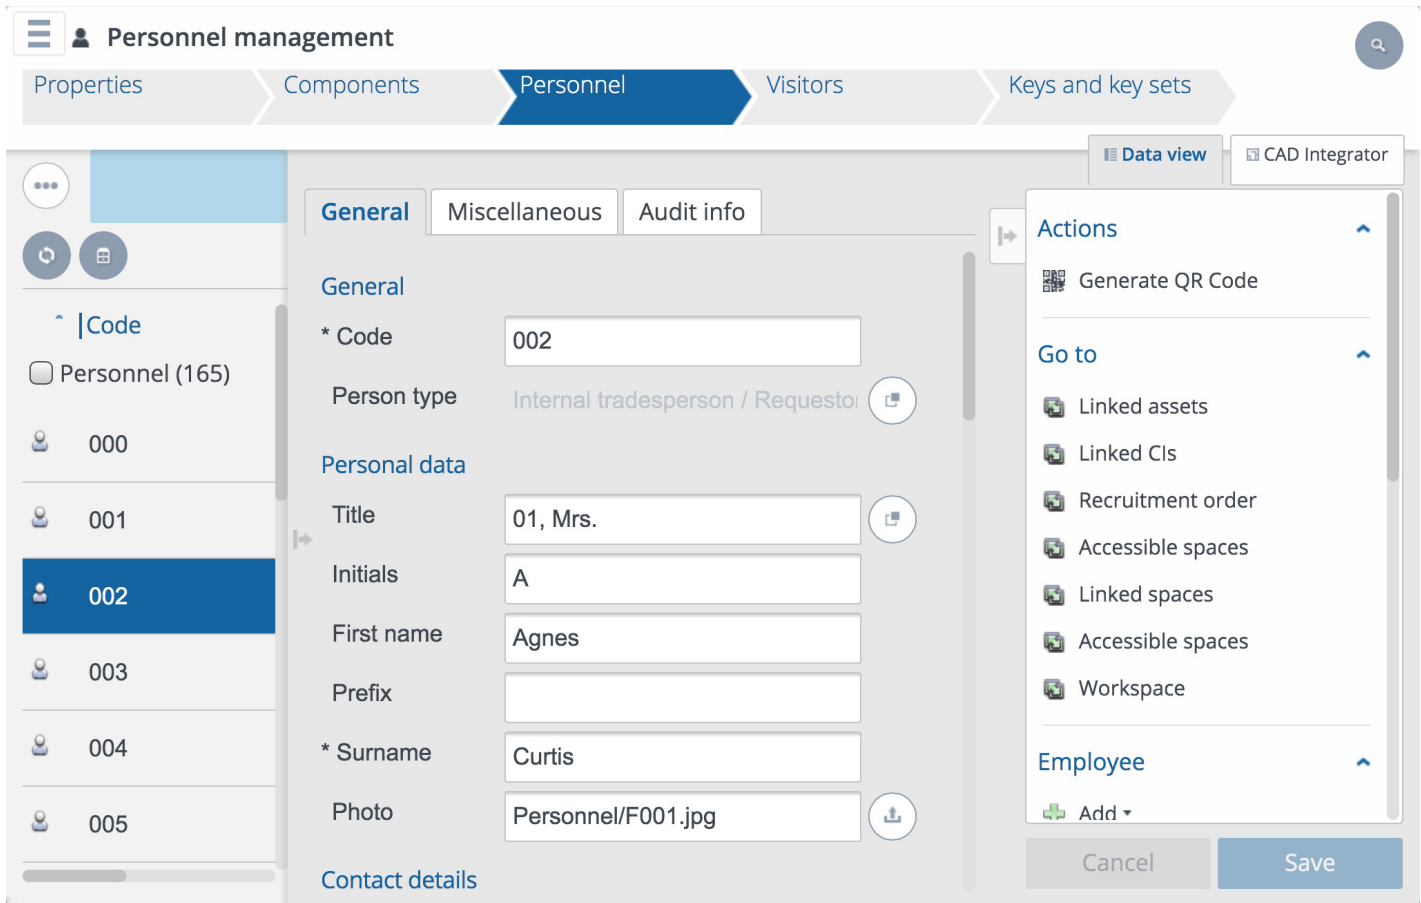 Personnel management
Properties
Components
Personnel
Visitors
Keys and key sets
Data view
CAD Integrator
Code
Personnel (165)
000
001
002
003
004
005
General
Miscellaneous
Audit info
General
* Code
002
Person type
Internal tradesperson / Requestor
Personal data
Title
01, Mrs.
Initials
A
First name
Agnes
Prefix
* Surname
Curtis
Photo
Personnel/F001.jpg
Contact details
Actions
Generate QR Code
Go to
Linked assets
Linked CIs
Recruitment order
Accessible spaces
Linked spaces
Accessible spaces
Workspace
Employee
Add
Cancel
Save